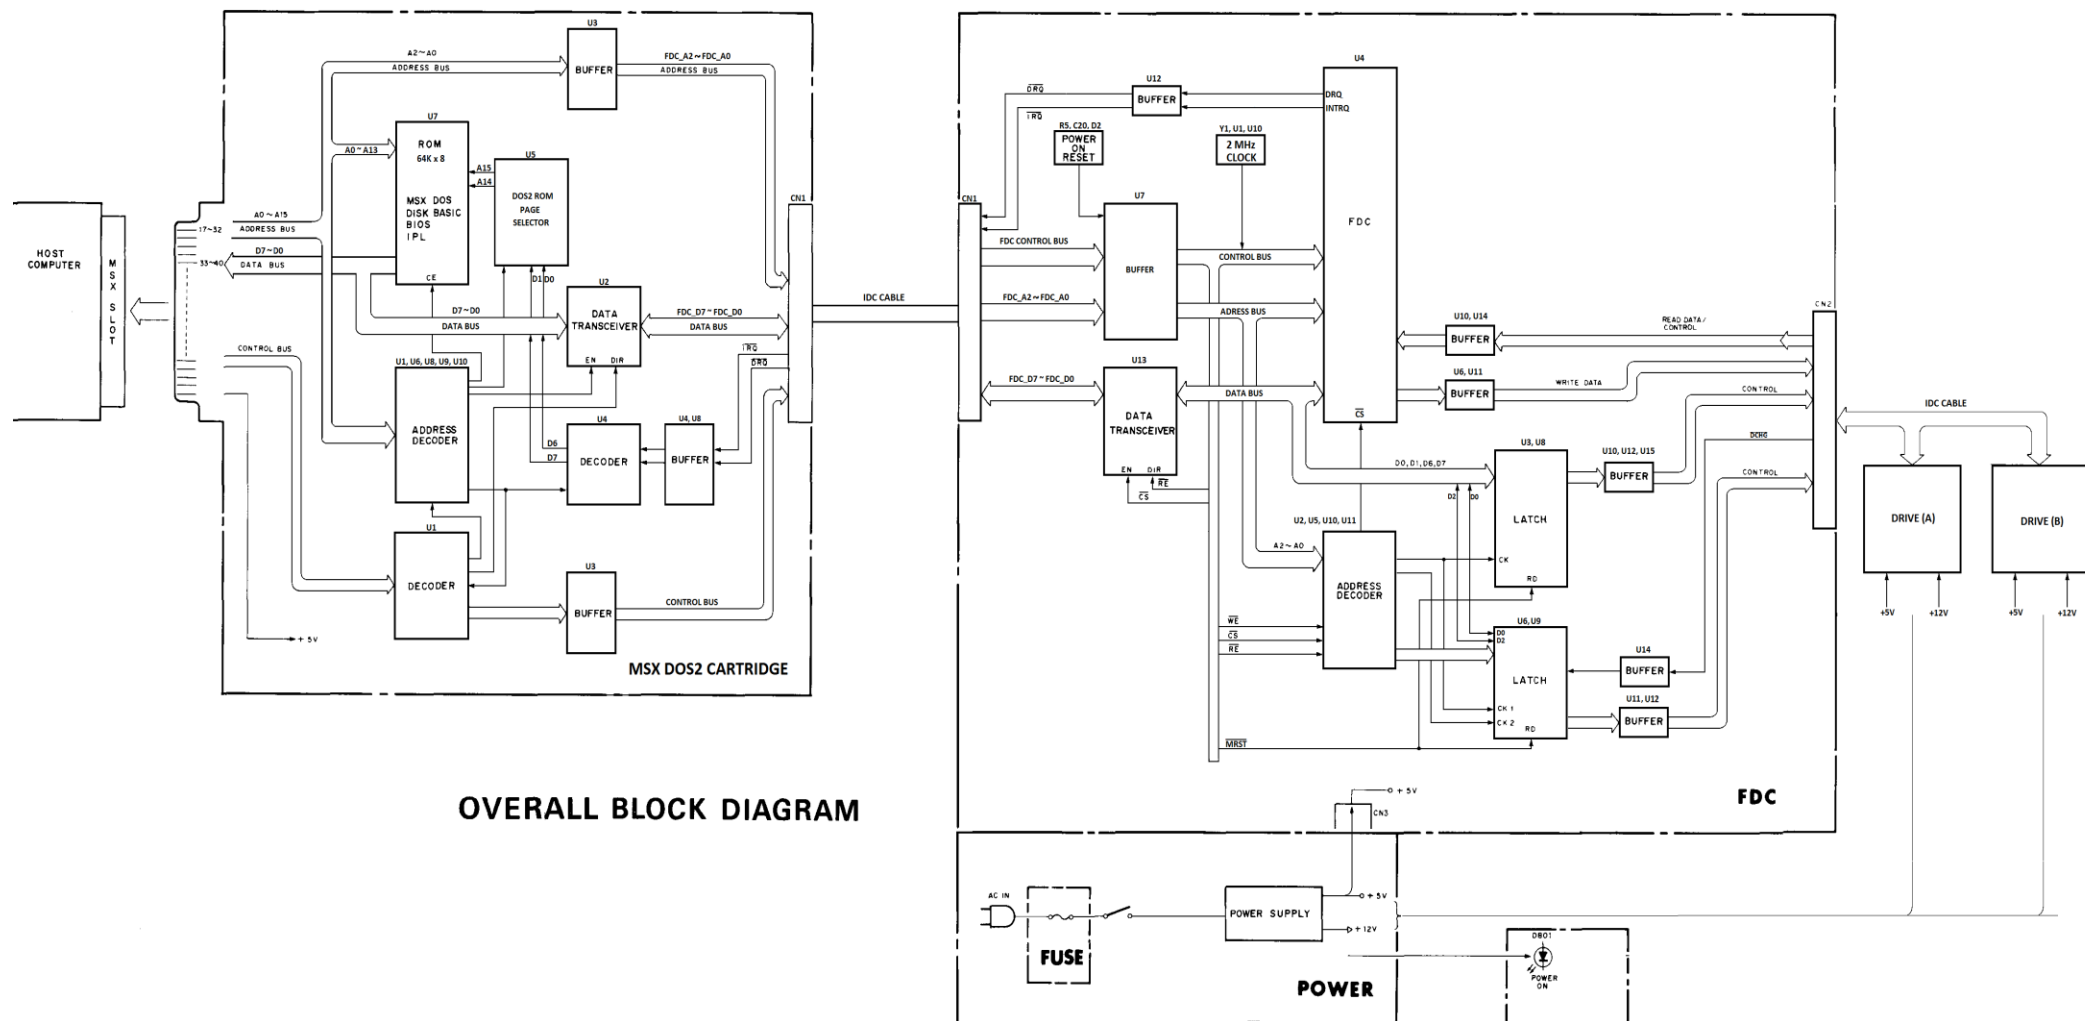 U3
BUFFER
A2~A0
ADDRESS BUS
FDC_A2~FDC_A0
ADDRESS BUS
U7
ROM
64K x 8
MSX DOS
DISK BASIC
BIOS
IPL
CE
A0~A13
A15
A14
U5
DOS2 ROM
PAGE
SELECTOR
D1
D0
HOST
COMPUTER
MSX SLOT
17~32
33~40
A0~A15
ADDRESS BUS
D7~D0
DATA BUS
CONTROL BUS
D7~D0
DATA BUS
U2
DATA
TRANSCEIVER
EN
DIR
FDC_D7~FDC_D0
DATA BUS
IRQ
DRQ
U1, U6, U8, U9, U10
ADDRESS
DECODER
U4
DECODER
D6
D7
U4, U8
BUFFER
U1
DECODER
U3
BUFFER
CONTROL BUS
+ 5V
MSX DOS2 CARTRIDGE
CN1
IDC CABLE
CN1
OVERALL BLOCK DIAGRAM
DRQ
IRQ
U12
BUFFER
U4
DRQ
INTRQ
FDC
CS
R5, C20, D2
POWER
ON
RESET
Y1, U1, U10
2 MHz
CLOCK
U7
BUFFER
FDC CONTROL BUS
FDC_A2~FDC_A0
CONTROL BUS
ADRESS BUS
U13
DATA
TRANSCEIVER
EN
DIR
FDC_D7~FDC_D0
DATA BUS
RE
CS
U10, U14
BUFFER
READ DATA/
CONTROL
U6, U11
BUFFER
WRITE DATA
CONTROL
DCHG
CONTROL
CN2
IDC CABLE
D0, D1, D6, D7
D2
D0
U3, U8
LATCH
CK
RD
U10, U12, U15
BUFFER
U2, U5, U10, U11
ADDRESS
DECODER
A2~A0
WE
CS
RE
MRST
U6, U9
D0
D2
LATCH
CK 1
CK 2
RD
U14
BUFFER
U11, U12
BUFFER
DRIVE (A)
DRIVE (B)
+5V
+12V
+5V
+12V
FDC
+ 5V
CN3
AC IN
FUSE
POWER SUPPLY
+ 5V
+ 12V
POWER
D801
POWER
ON